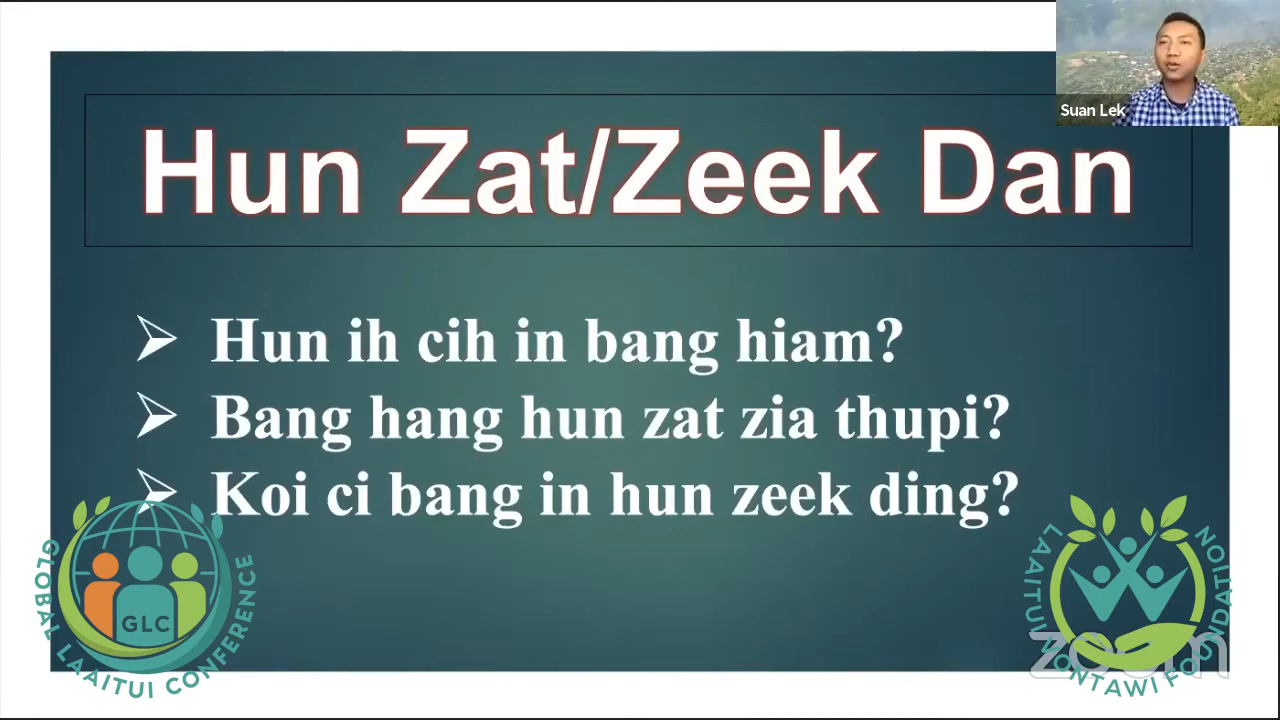 Suan Lek
Hun Zat/Zeek Dan
Hun ih cih in bang hiam?
Bang hang hun zat zia thupi?
Koi ci bang in hun zeek ding?
GLC
GLOBAL LAAITUI CONFERENCE
LAAITUI VONTAWI FOUNDATION
zoom